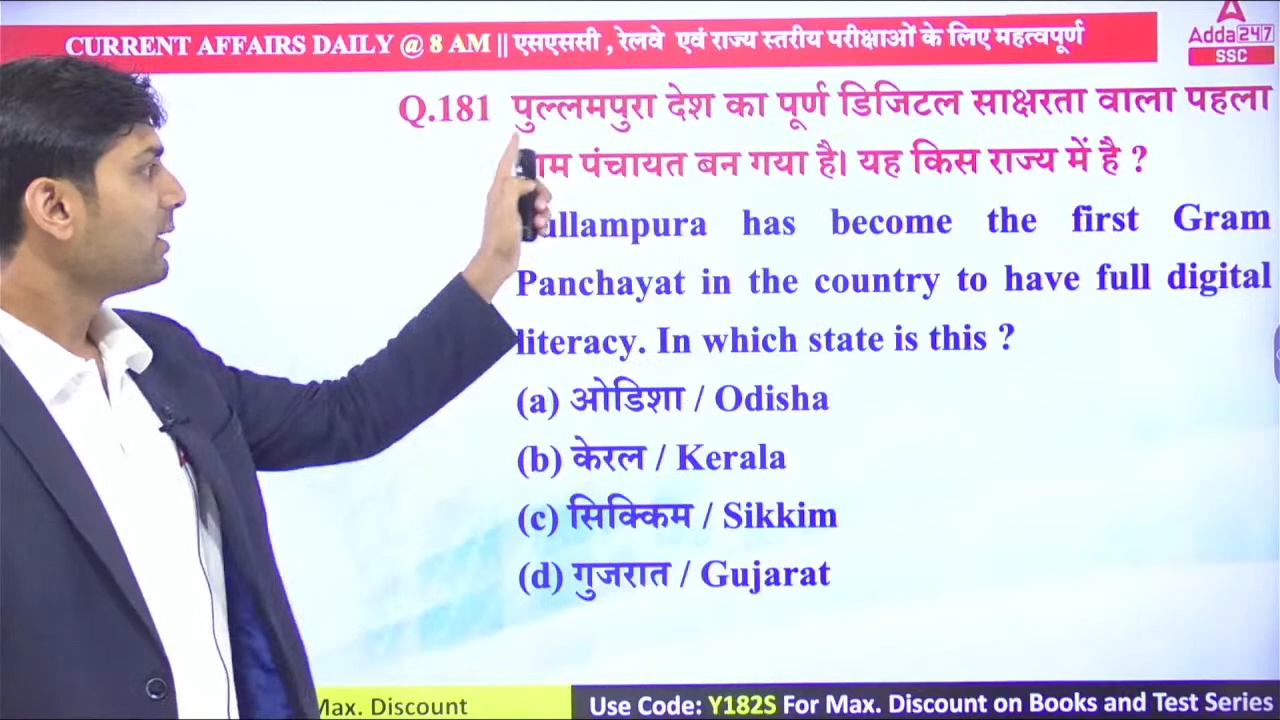 CURRENT AFFAIRS DAILY @ 8 AM || एसएससी , रेलवे एवं राज्य स्तरीय परीक्षाओं के लिए महत्वपूर्ण
Adda247
SSC
Q.181 पुल्लमपुरा देश का पूर्ण डिजिटल साक्षरता वाला पहला
पंचायत बन गया है। यह किस राज्य में है ?
has become the first Gram
Panchayat in the country to have full digital
literacy. In which state is this ?
(a) ओडिशा / Odisha
(b) केरल / Kerala
(c) सिक्किम / Sikkim
(d) गुजरात / Gujarat
Max. Discount
Use Code: Y182S For Max. Discount on Books and Test Series